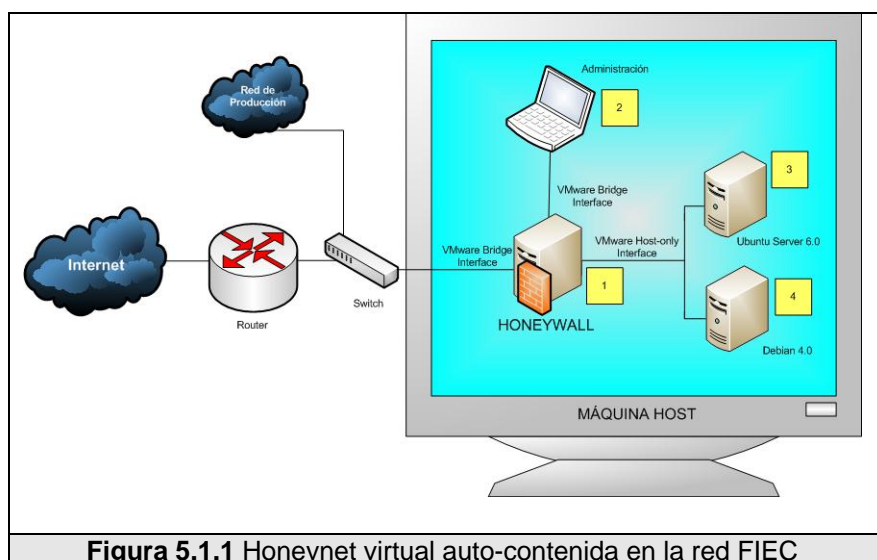 Red de
Producción
Internet
Router
Switch
Administración
2
VMware Bridge
Interface
VMware Bridge
Interface
HONEYWALL
1
VMware Host-only
Interface
3
Ubuntu Server 6.0
4
Debian 4.0
MÁQUINA HOST
Figura 5.1.1 Honeynet virtual auto-contenida en la red FIEC